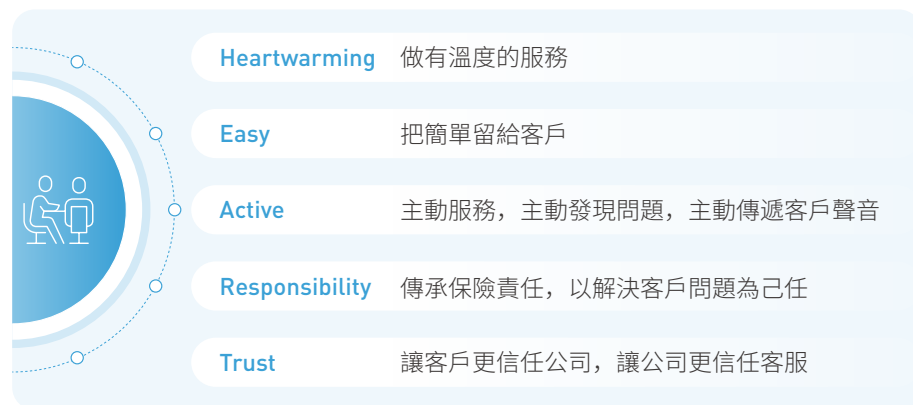 Heartwarming 做有溫度的服務
Easy 把簡單留給客戶
Active 主動服務，主動發現問題，主動傳遞客戶聲音
Responsibility 傳承保險責任，以解決客戶問題為己任
Trust 讓客戶更信任公司，讓公司更信任客服